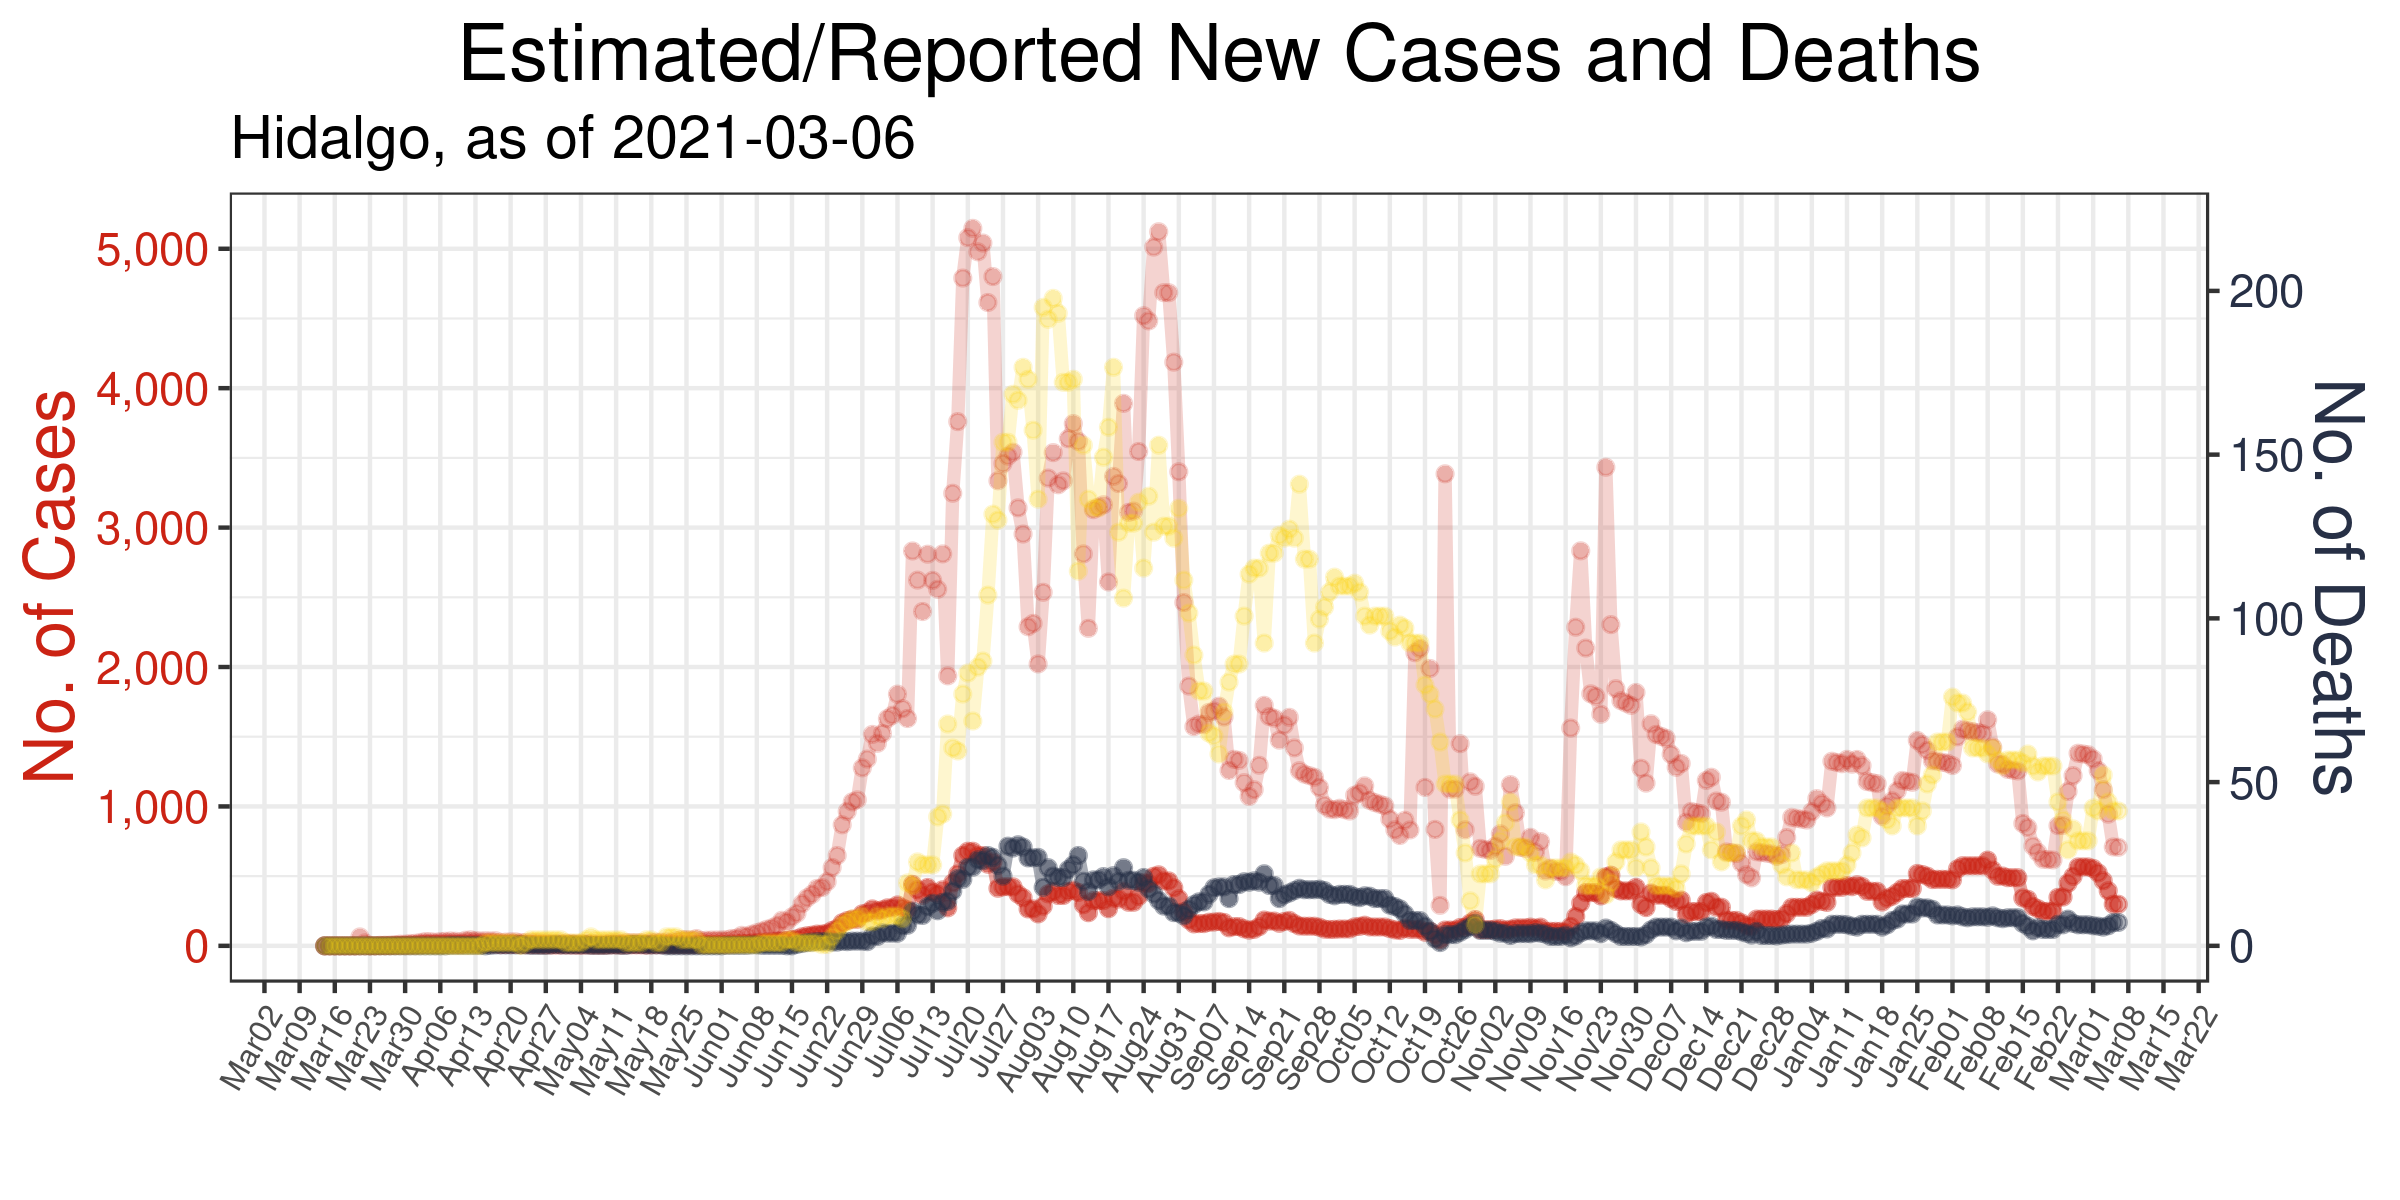 Estimated/Reported New Cases and Deaths
Hidalgo, as of 2021-03-06
No. of Cases
5,000
4,000
3,000
2,000
1,000
0
200
150
100
50
0
No. of Deaths
Mar02
Mar09
Mar16
Mar23
Mar30
Apr06
Apr13
Apr20
Apr27
May04
May11
May18
May25
Jun01
Jun08
Jun15
Jun22
Jun29
Jul06
Jul13
Jul20
Jul27
Aug03
Aug10
Aug17
Aug24
Aug31
Sep07
Sep14
Sep21
Sep28
Oct05
Oct12
Oct19
Oct26
Nov02
Nov09
Nov16
Nov23
Nov30
Dec07
Dec14
Dec21
Dec28
Jan04
Jan11
Jan18
Jan25
Feb01
Feb08
Feb15
Feb22
Mar01
Mar08
Mar15
Mar22